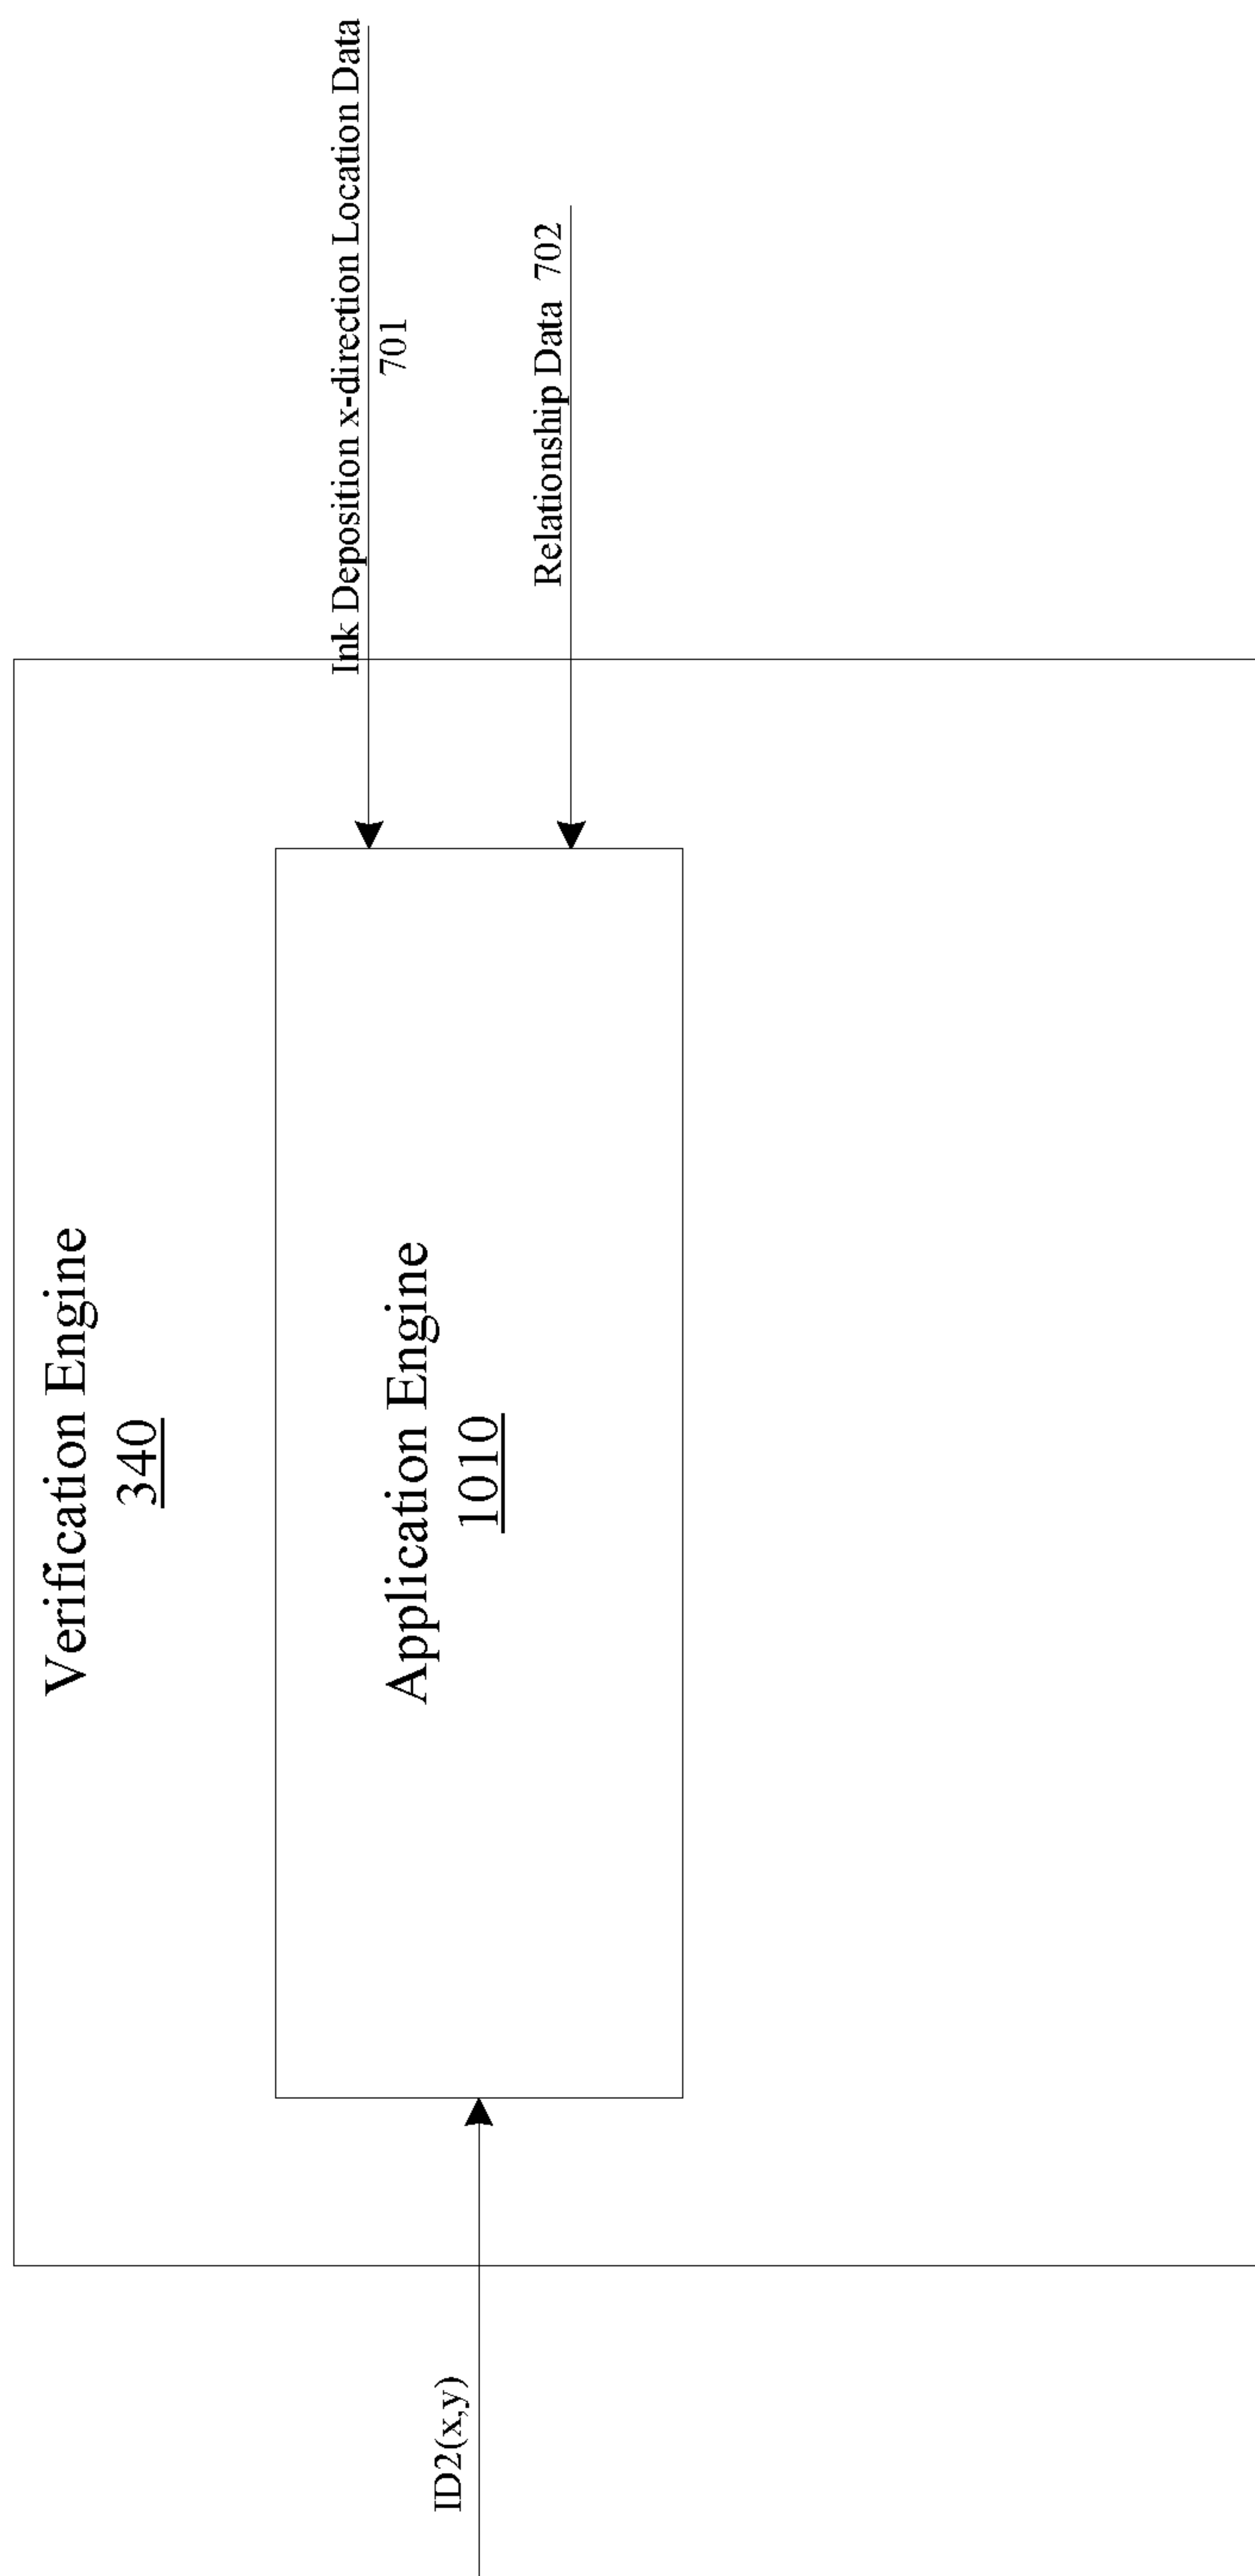 Verification Engine
340
Ink Deposition x-direction Location Data
701
Application Engine
1010
ID2(x,y)
Relationship Data 702